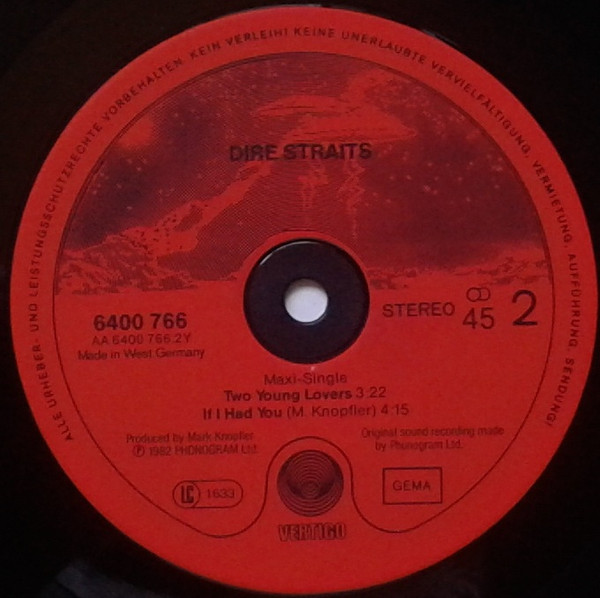 ALLE URHEBER- UND LEISTUNGSSCHUTZRECHTE VORBEHALTEN. KEIN VERLEIH! KEINE UNERLAUBTE VERVIELFÄLTIGUNG, VERMIETUNG, AUFFÜHRUNG, SENDUNG!
DIRE STRAITS
6400 766
AA 6400 766.2Y
Made in West Germany
STEREO 45 2
Maxi-Single
Two Young Lovers 3:22
If I Had You (M. Knopfler) 4:15
Produced by Mark Knopfler
℗ 1982 PHONOGRAM Ltd.
Original sound recording made
by Phonogram Ltd.
LC 1633
GEMA
VERTIGO